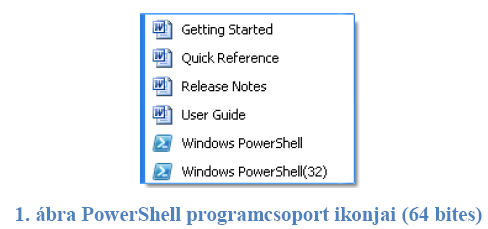 Getting Started
Quick Reference
Release Notes
User Guide
Windows PowerShell
Windows PowerShell(32)
1. ábra PowerShell programcsoport ikonjai (64 bites)